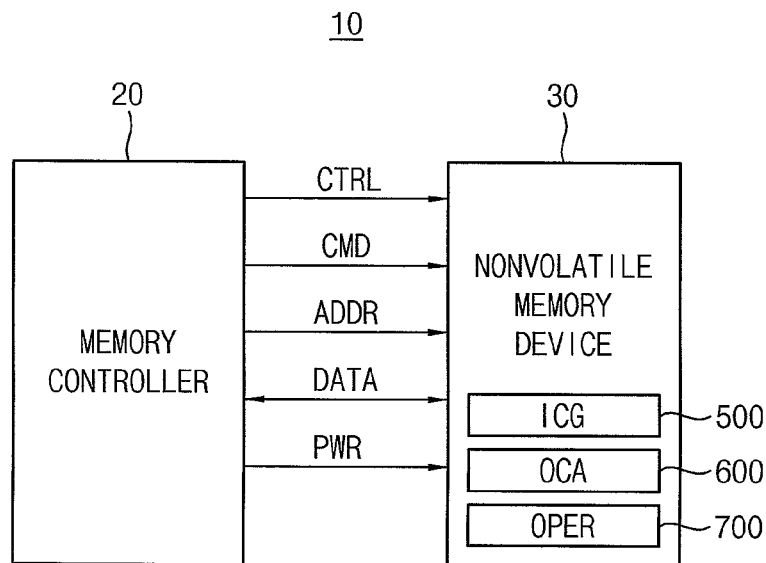 10
20
30
CTRL
CMD
ADDR
DATA
PWR
MEMORY
CONTROLLER
NONVOLATILE
MEMORY
DEVICE
ICG
500
OCA
600
OPER
700